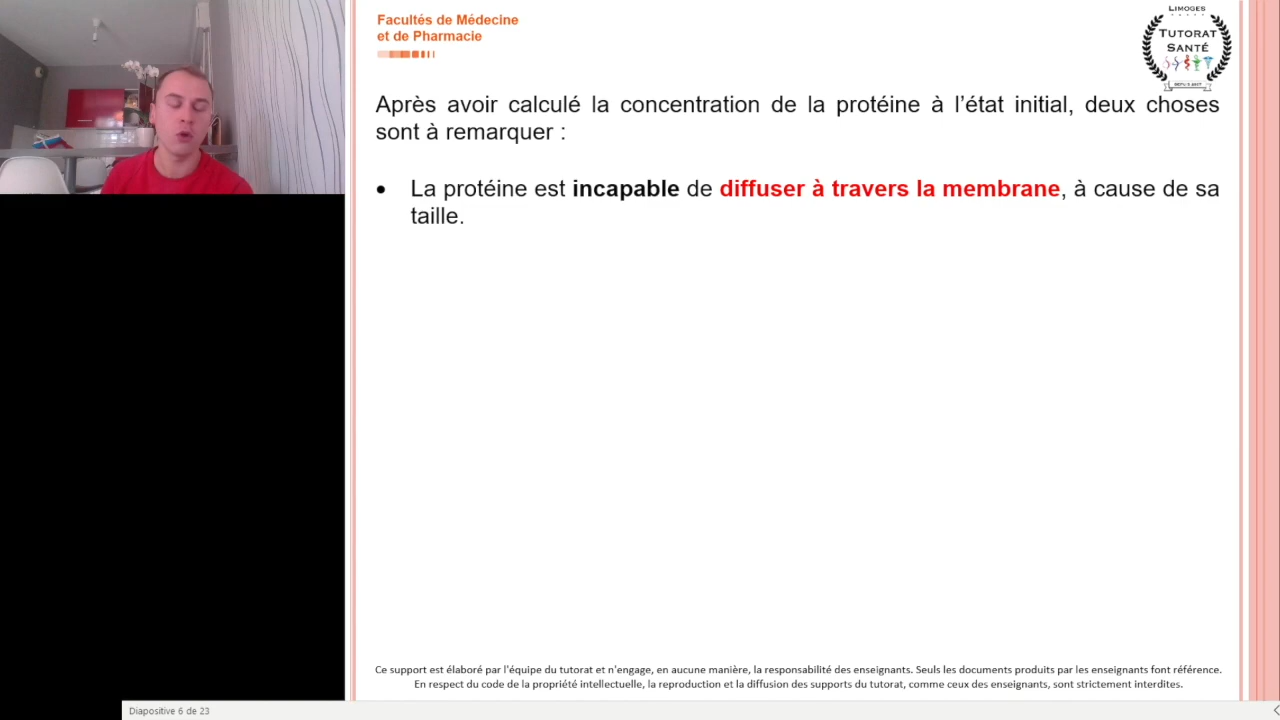 Facultés de Médecine
et de Pharmacie
LIMOGES
TUTORAT
SANTÉ
Après avoir calculé la concentration de la protéine à l'état initial, deux choses
sont à remarquer :
• La protéine est incapable de diffuser à travers la membrane, à cause de sa
taille.
Ce support est élaboré par l'équipe du tutorat et n'engage, en aucune manière, la responsabilité des enseignants. Seuls les documents produits par les enseignants font référence.
En respect du code de la propriété intellectuelle, la reproduction et la diffusion des supports du tutorat, comme ceux des enseignants, sont strictement interdites.
Diapositive 6 de 23